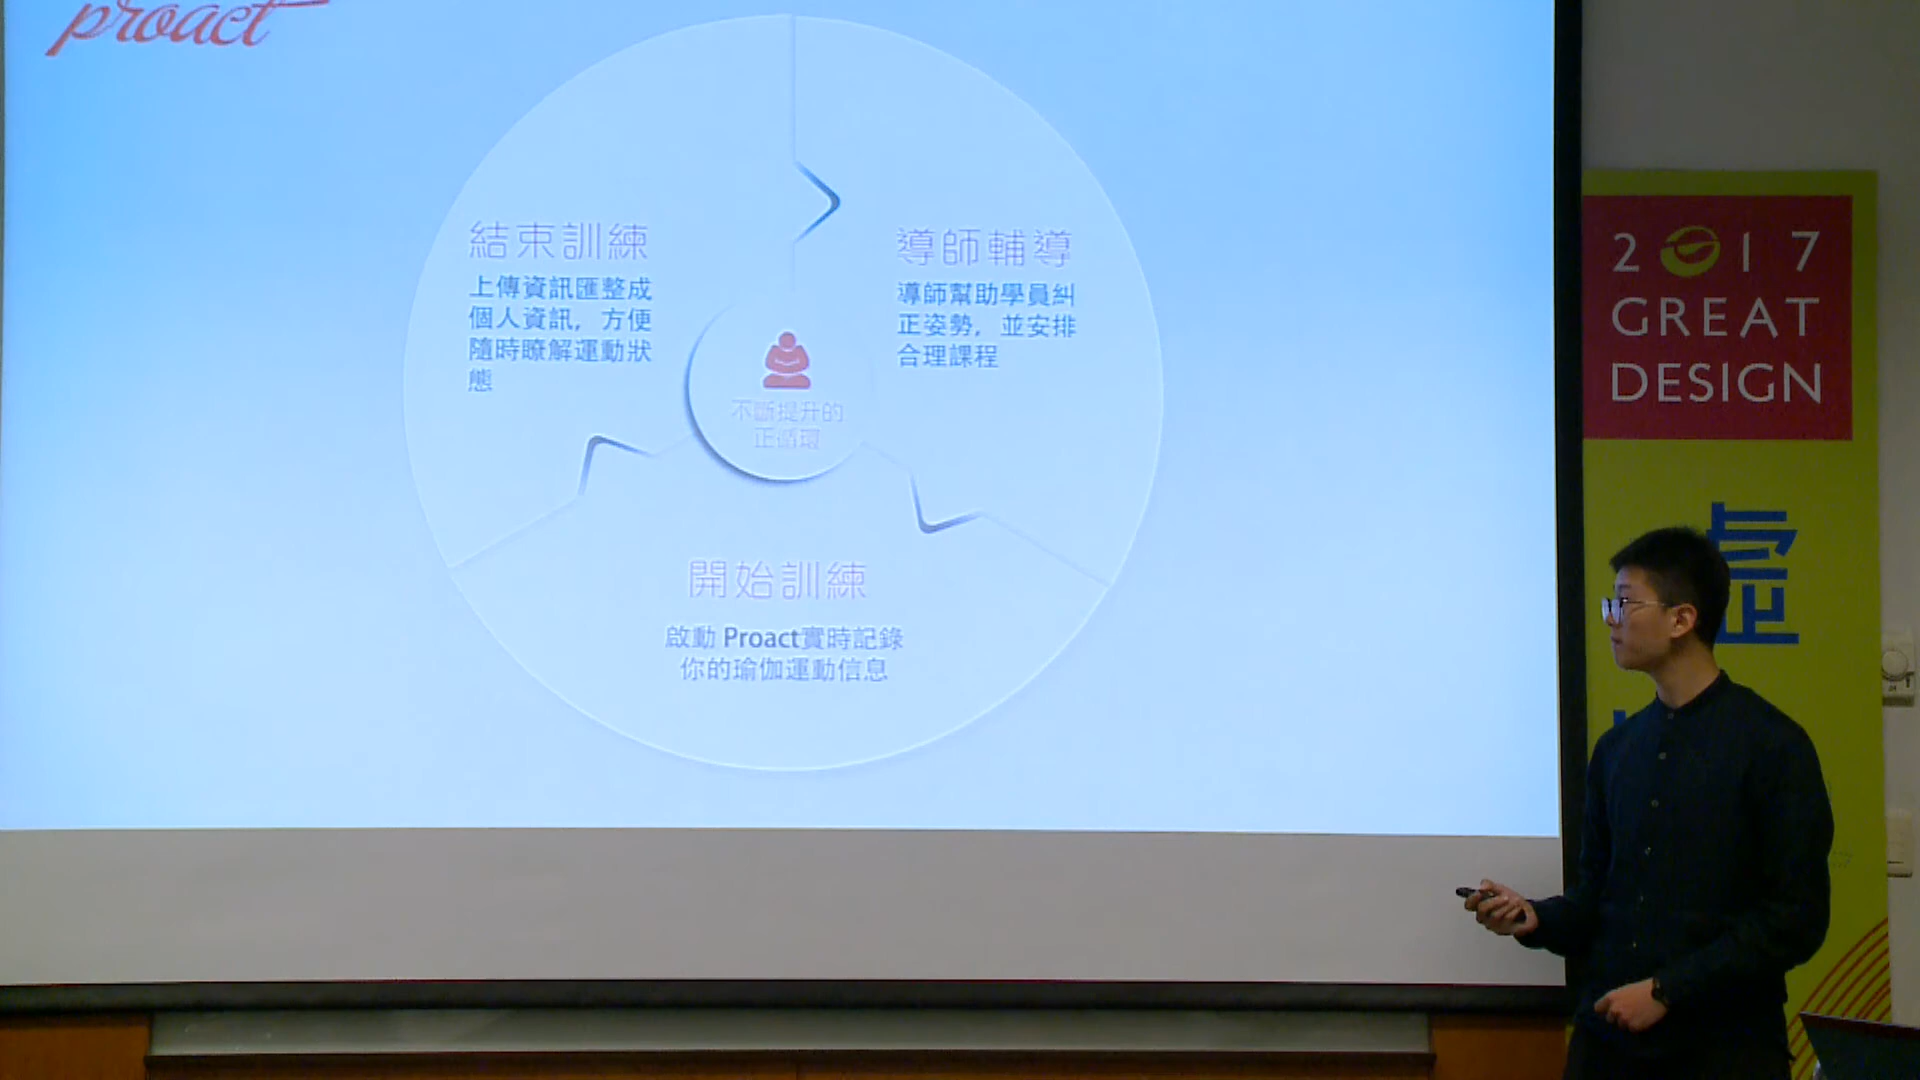 proact
結束訓練
上傳資訊匯整成
個人資訊，方便
隨時瞭解運動狀
態
導師輔導
導師幫助學員糾
正姿勢，並安排
合理課程
不斷提升的
正循環
開始訓練
啟動 Proact實時記錄
你的瑜伽運動信息
2017
GREAT
DESIGN
虛